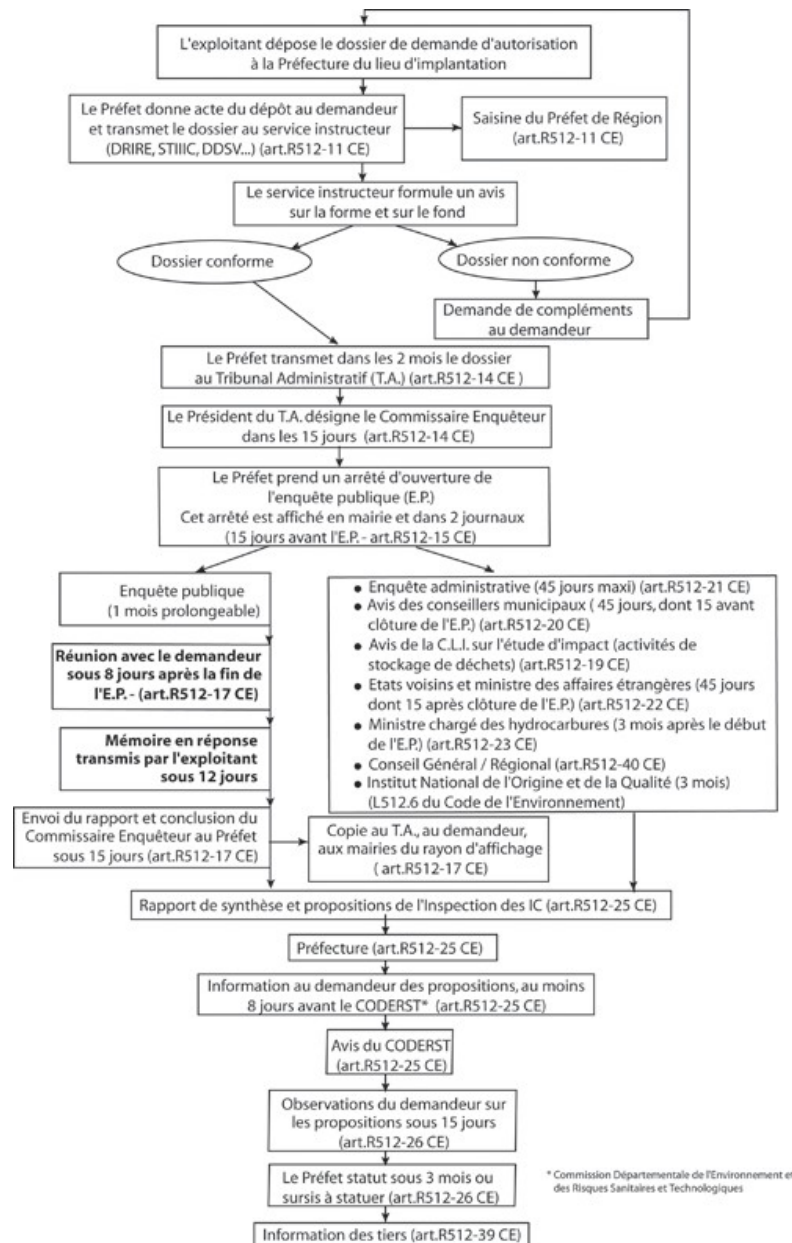 L'exploitant dépose le dossier de demande d'autorisation
à la Préfecture du lieu d'implantation
Le Préfet donne acte du dépôt au demandeur
et transmet le dossier au service instructeur
(DRIRE, STIIIC, DDSV...) (art.R512-11 CE)
Saisine du Préfet de Région
(art.R512-11 CE)
Le service instructeur formule un avis
sur la forme et sur le fond
Dossier conforme
Dossier non conforme
Demande de compléments
au demandeur
Le Préfet transmet dans les 2 mois le dossier
au Tribunal Administratif (T.A.) (art.R512-14 CE )
Le Président du T.A. désigne le Commissaire Enquêteur
dans les 15 jours (art.R512-14 CE)
Le Préfet prend un arrêté d'ouverture de
l'enquête publique (E.P.)
Cet arrêté est affiché en mairie et dans 2 journaux
(15 jours avant l'E.P. - art.R512-15 CE)
Enquête publique
(1 mois prolongeable)
Réunion avec le demandeur
sous 8 jours après la fin de
l'E.P. - (art.R512-17 CE)
Mémoire en réponse
transmis par l'exploitant
sous 12 jours
Envoi du rapport et conclusion du
Commissaire Enquêteur au Préfet
sous 15 jours (art.R512-17 CE)
• Enquête administrative (45 jours maxi) (art.R512-21 CE)
• Avis des conseillers municipaux ( 45 jours, dont 15 avant
clôture de l'E.P.) (art.R512-20 CE)
• Avis de la C.L.I. sur l'étude d'impact (activités de
stockage de déchets) (art.R512-19 CE)
• Etats voisins et ministre des affaires étrangères (45 jours
dont 15 après clôture de l'E.P.) (art.R512-22 CE)
• Ministre chargé des hydrocarbures (3 mois après le début
de l'E.P.) (art.R512-23 CE)
• Conseil Général / Régional (art.R512-40 CE)
• Institut National de l'Origine et de la Qualité (3 mois)
(L512.6 du Code de l'Environnement)
Copie au T.A., au demandeur,
aux mairies du rayon d'affichage
( art.R512-17 CE)
Rapport de synthèse et propositions de l'Inspection des IC (art.R512-25 CE)
Préfecture (art.R512-25 CE)
Information au demandeur des propositions, au moins
8 jours avant le CODERST* (art.R512-25 CE)
Avis du CODERST
(art.R512-25 CE)
Observations du demandeur sur
les propositions sous 15 jours
(art.R512-26 CE)
Le Préfet statut sous 3 mois ou
sursis à statuer (art.R512-26 CE)
* Commission Départementale de l'Environnement et
des Risques Sanitaires et Technologiques
Information des tiers (art.R512-39 CE)